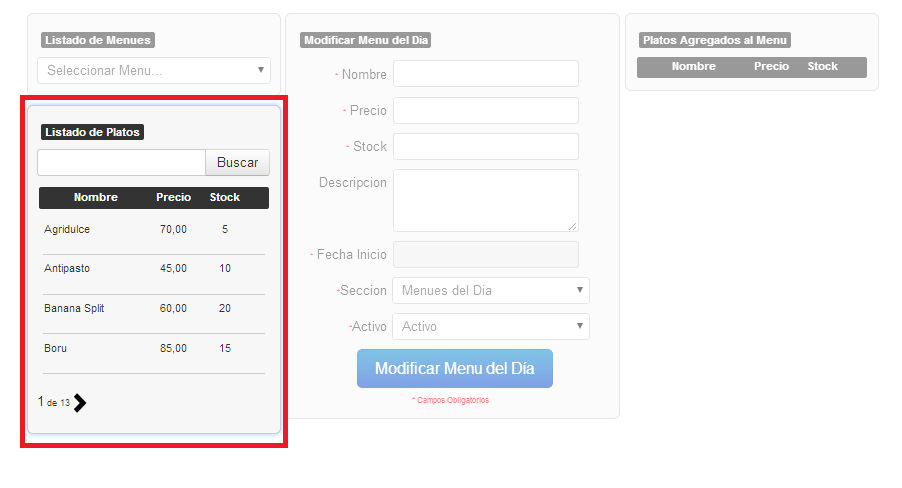 Listado de Menues
Seleccionar Menu...
Listado de Platos
Buscar
Nombre Precio Stock
Agridulce 70,00 5
Antipasto 45,00 10
Banana Split 60,00 20
Boru 85,00 15
1 de 13
Modificar Menu del Dia
- Nombre
- Precio
- Stock
Descripcion
- Fecha Inicio
-Seccion Menues del Dia
-Activo Activo
Modificar Menu del Día
* Campos Obligatorios
Platos Agregados al Menu
Nombre Precio Stock